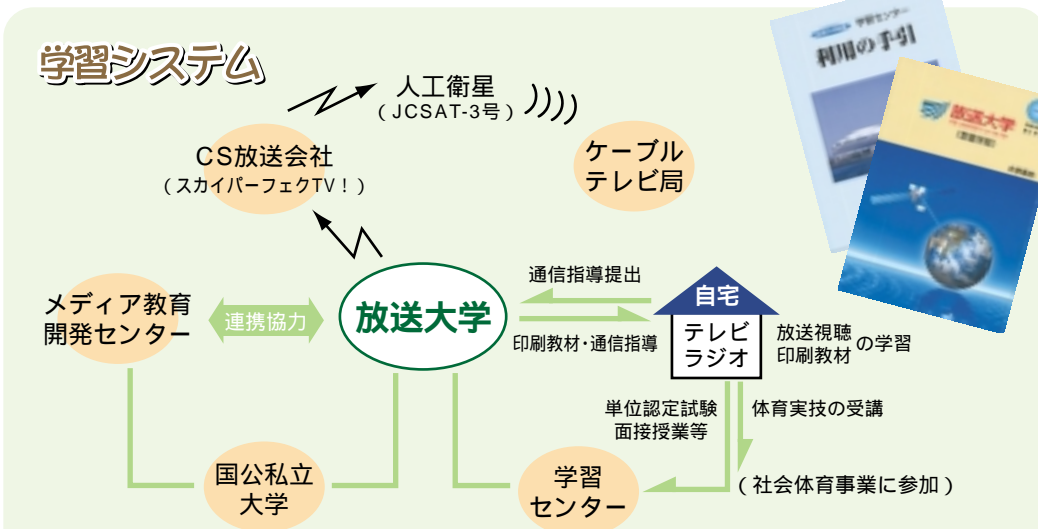 学習システム
学習センター
利用の手引
放送大学
人工衛星
（JCSAT-3号）
CS放送会社
（スカイパーフェクTV！）
ケーブル
テレビ局
メディア教育
開発センター
連携協力
放送大学
通信指導提出
印刷教材・通信指導
自宅
テレビ
ラジオ
放送視聴
印刷教材
の学習
単位認定試験
面接授業等
体育実技の受講
国公私立
大学
学習
センター
（社会体育事業に参加）